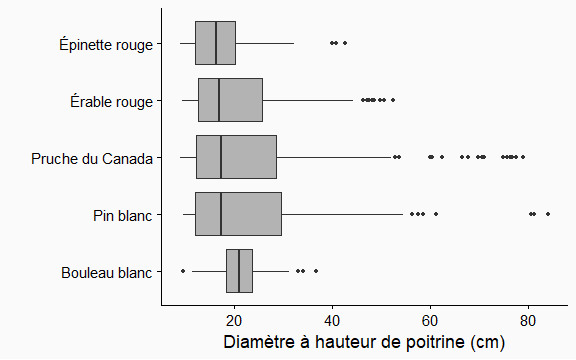 Épinette rouge
Érable rouge
Pruche du Canada
Pin blanc
Bouleau blanc
20 40 60 80
Diamètre à hauteur de poitrine (cm)